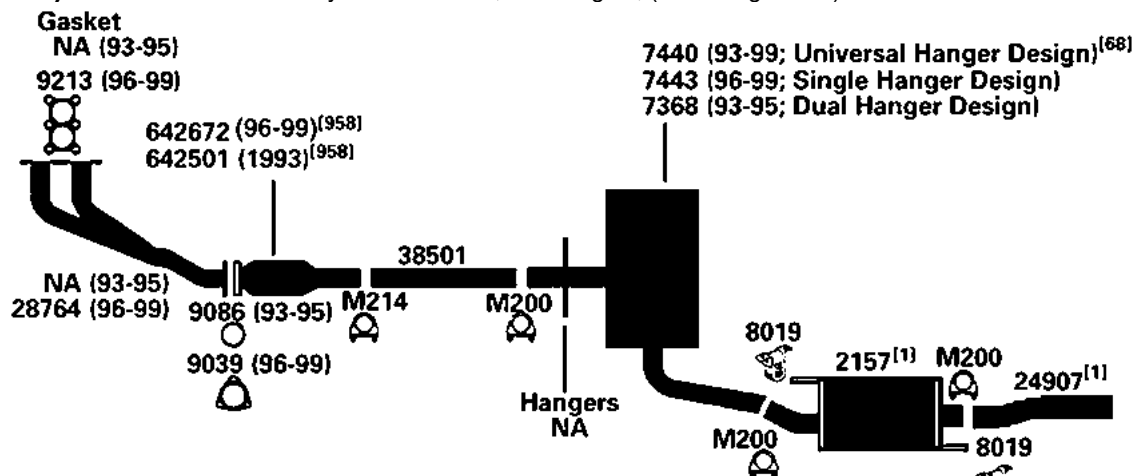 Gasket
NA (93-95)
9213 (96-99)
642672 (96-99)[958]
642501 (1993)[958]
7440 (93-99; Universal Hanger Design)[68]
7443 (96-99; Single Hanger Design)
7368 (93-95; Dual Hanger Design)
NA (93-95)
28764 (96-99)
9086 (93-95)
9039 (96-99)
38501
M214
M200
Hangers
NA
8019
2157[1]
M200
24907[1]
M200
8019